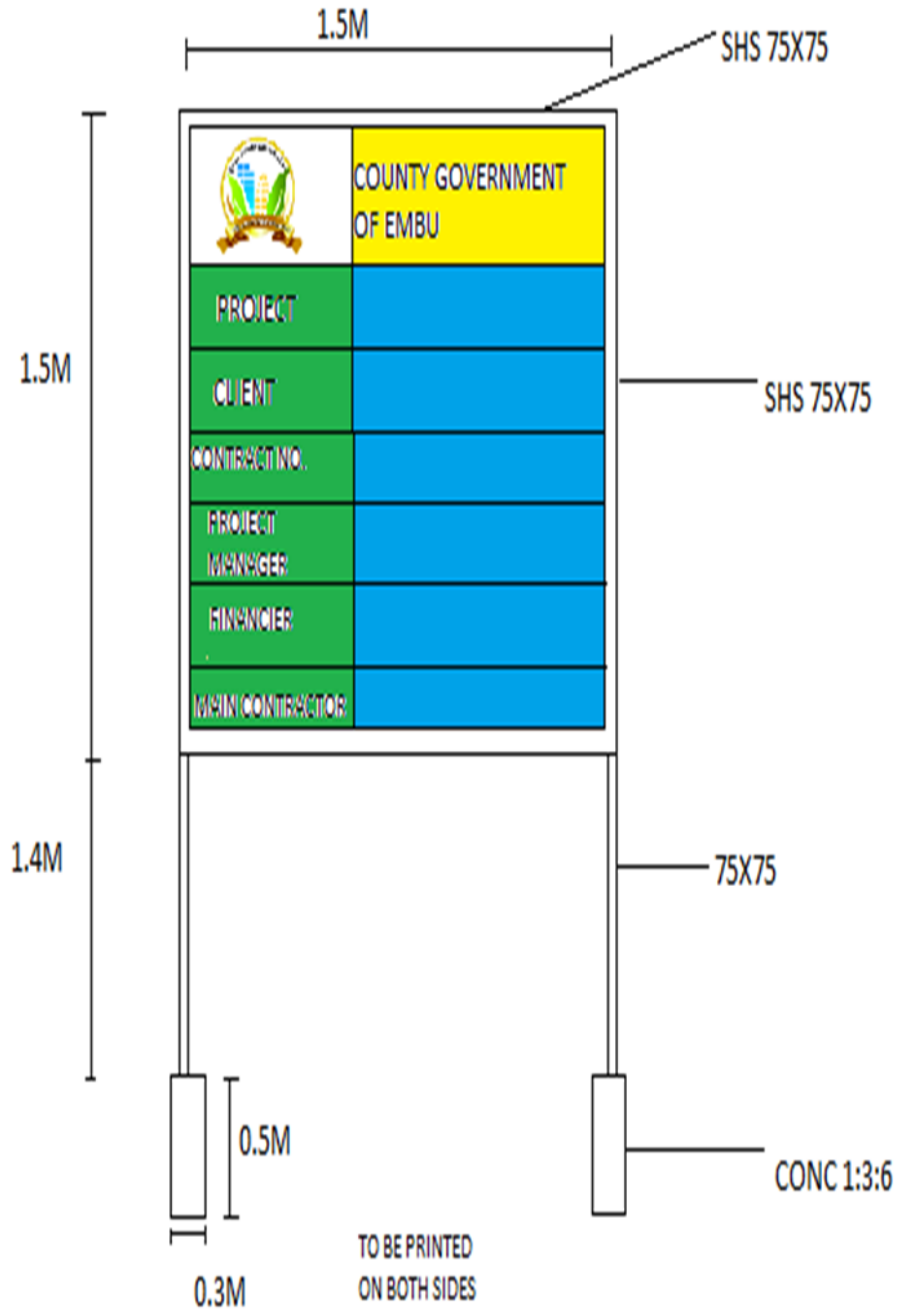 1.5M
SHS 75X75
COUNTY GOVERNMENT
OF EMBU
PROJECT
1.5M
CLIENT
SHS 75X75
CONTRACT NO..
PROJECT
MANAGER
FINANCIER
.
MAIN CONTRACTOR
1.4M
75X75
0.5M
CONC 1:3:6
TO BE PRINTED
ON BOTH SIDES
0.3M